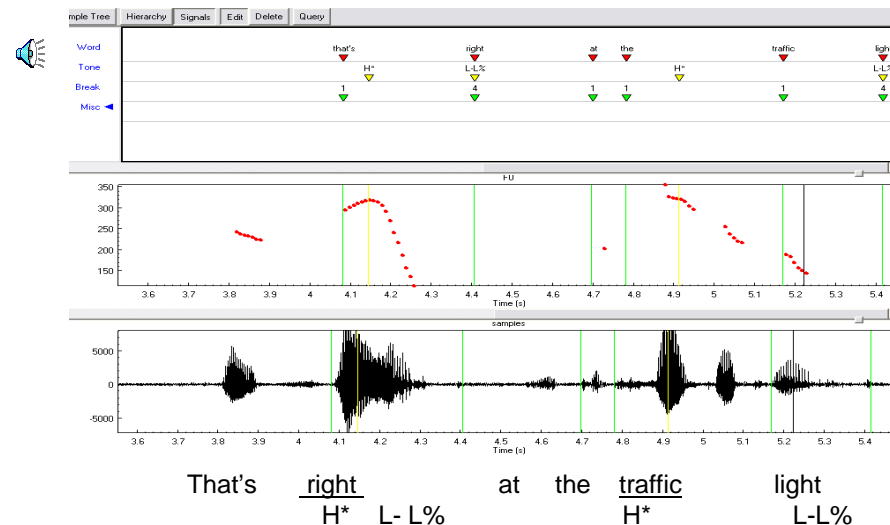 mple Tree Hierarchy Signals Edit Delete Query
Word that's right at the traffic ligh
Tone H* L-L% H* L-L%
Break 1 4 1 1 1 4
Misc
F0
350
300
250
200
150
3.6 3.7 3.8 3.9 4 4.1 4.2 4.3 4.4 4.5 4.6 4.7 4.8 4.9 5 5.1 5.2 5.3 5.4
Time (s)
samples
5000
0
-5000
3.6 3.7 3.8 3.9 4 4.1 4.2 4.3 4.4 4.5 4.6 4.7 4.8 4.9 5 5.1 5.2 5.3 5.4
Time (s)
That's right at the traffic light
H* L- L% H* L-L%